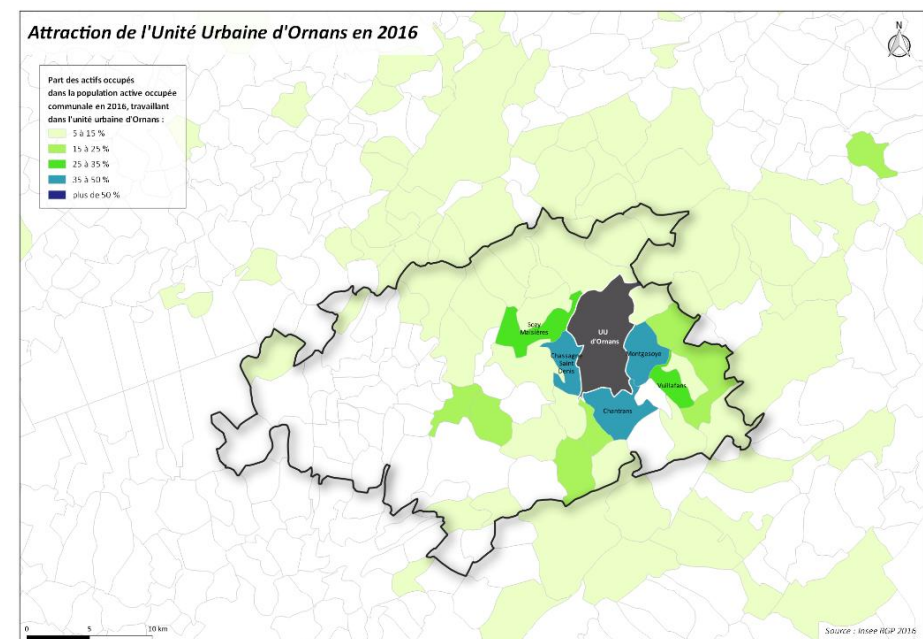 Attraction de l'Unité Urbaine d'Ornans en 2016
N
Part des actifs occupés
dans la population active occupée
communale en 2016, travaillant
dans l'unité urbaine d'Ornans :
5 à 15 %
15 à 25 %
25 à 35 %
35 à 50 %
plus de 50 %
Scey
Maisières
UU
d'Ornans
Chassagne
Saint
Denis
Montgesoye
Vuillafans
Chantrans
0 5 10 km
Source : Insee RGP 2016